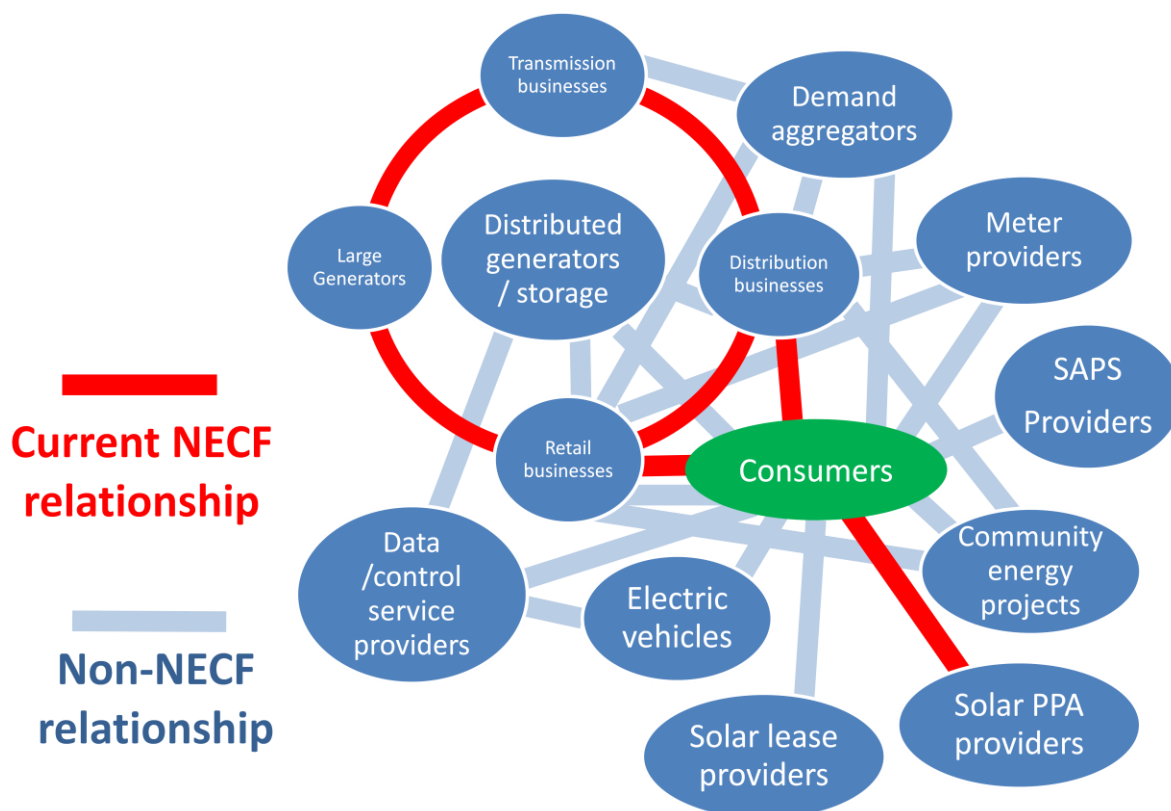 Transmission
businesses
Demand
aggregators
Distributed
generators
/ storage
Meter
providers
Large
Generators
Distribution
businesses
SAPS
Providers
Current NECF
relationship
Retail
businesses
Consumers
Data
/control
service
providers
Electric
vehicles
Community
energy
projects
Non-NECF
relationship
Solar lease
providers
Solar PPA
providers